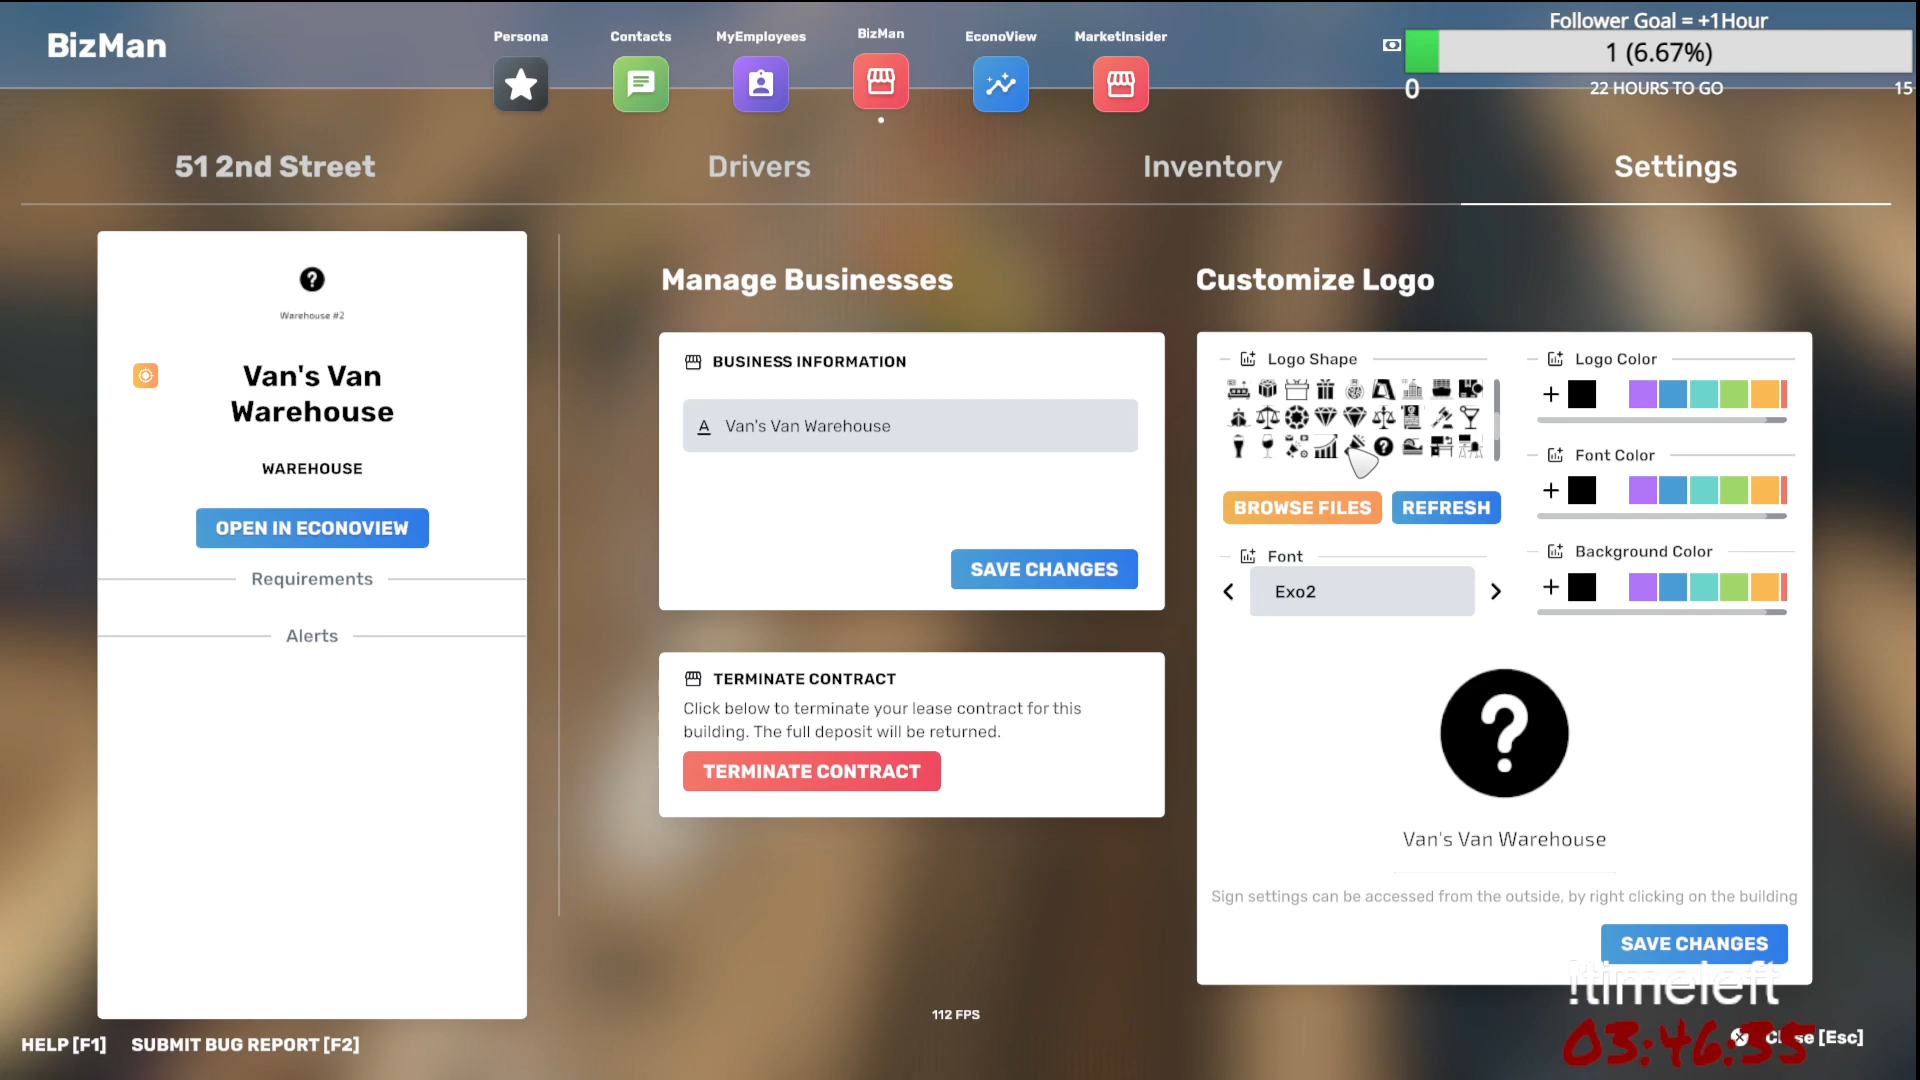 BizMan
Persona
Contacts
MyEmployees
BizMan
EconoView
MarketInsider
Follower Goal = +1Hour
1 (6.67%)
0
22 HOURS TO GO
15
51 2nd Street
Drivers
Inventory
Settings
Warehouse #2
Van's Van
Warehouse
WAREHOUSE
OPEN IN ECONOVIEW
Requirements
Alerts
Manage Businesses
BUSINESS INFORMATION
Van's Van Warehouse
SAVE CHANGES
TERMINATE CONTRACT
Click below to terminate your lease contract for this
building. The full deposit will be returned.
TERMINATE CONTRACT
Customize Logo
Logo Shape
BROWSE FILES
REFRESH
Font
Exo2
Logo Color
Font Color
Background Color
Van's Van Warehouse
Sign settings can be accessed from the outside, by right clicking on the building
SAVE CHANGES
!timeleft
03:46:35
Close [Esc]
112 FPS
HELP [F1]
SUBMIT BUG REPORT [F2]